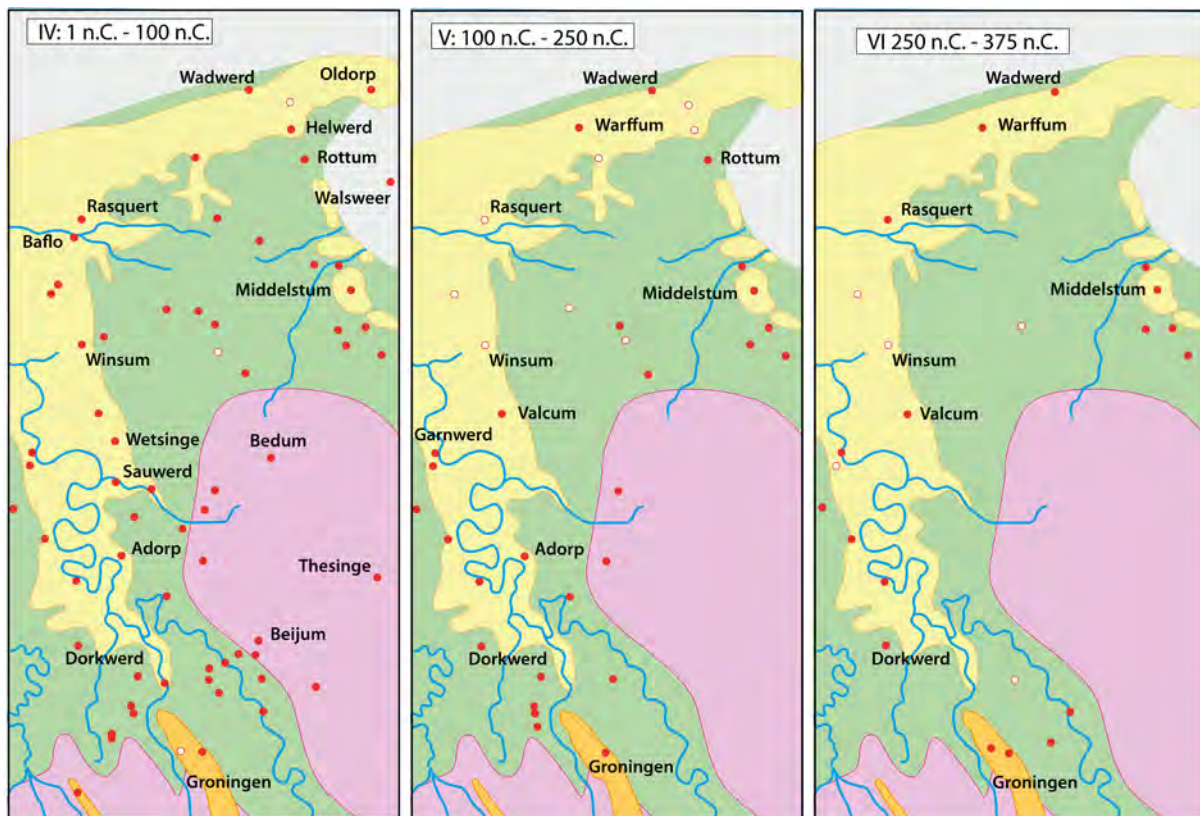 IV: 1 n.C. - 100 n.C.
Wadwerd
Oldorp
Helwerd
Rottum
Walsweer
Rasquert
Baflo
Middelstum
Winsum
Wetsinge
Bedum
Sauwerd
Adorp
Thesinge
Beijum
Dorkwerd
Groningen
V: 100 n.C. - 250 n.C.
Wadwerd
Warffum
Rottum
Rasquert
Middelstum
Winsum
Valcum
Garnwerd
Adorp
Dorkwerd
Groningen
VI 250 n.C. - 375 n.C.
Wadwerd
Warffum
Rasquert
Middelstum
Winsum
Valcum
Dorkwerd
Groningen